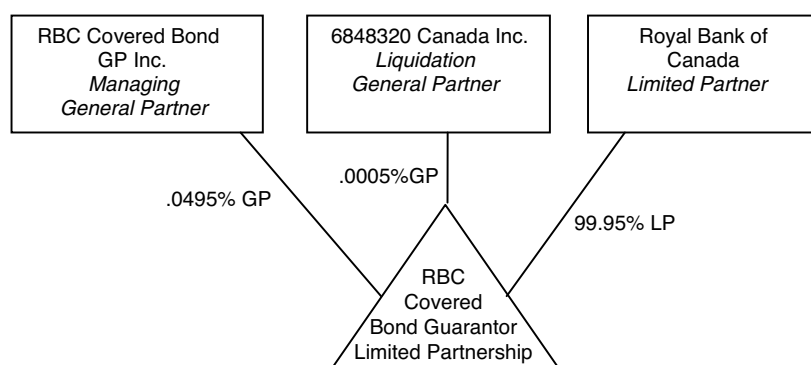 RBC Covered Bond
GP Inc.
Managing
General Partner
6848320 Canada Inc.
Liquidation
General Partner
Royal Bank of
Canada
Limited Partner
.0495% GP
.0005%GP
99.95% LP
RBC
Covered
Bond Guarantor
Limited Partnership